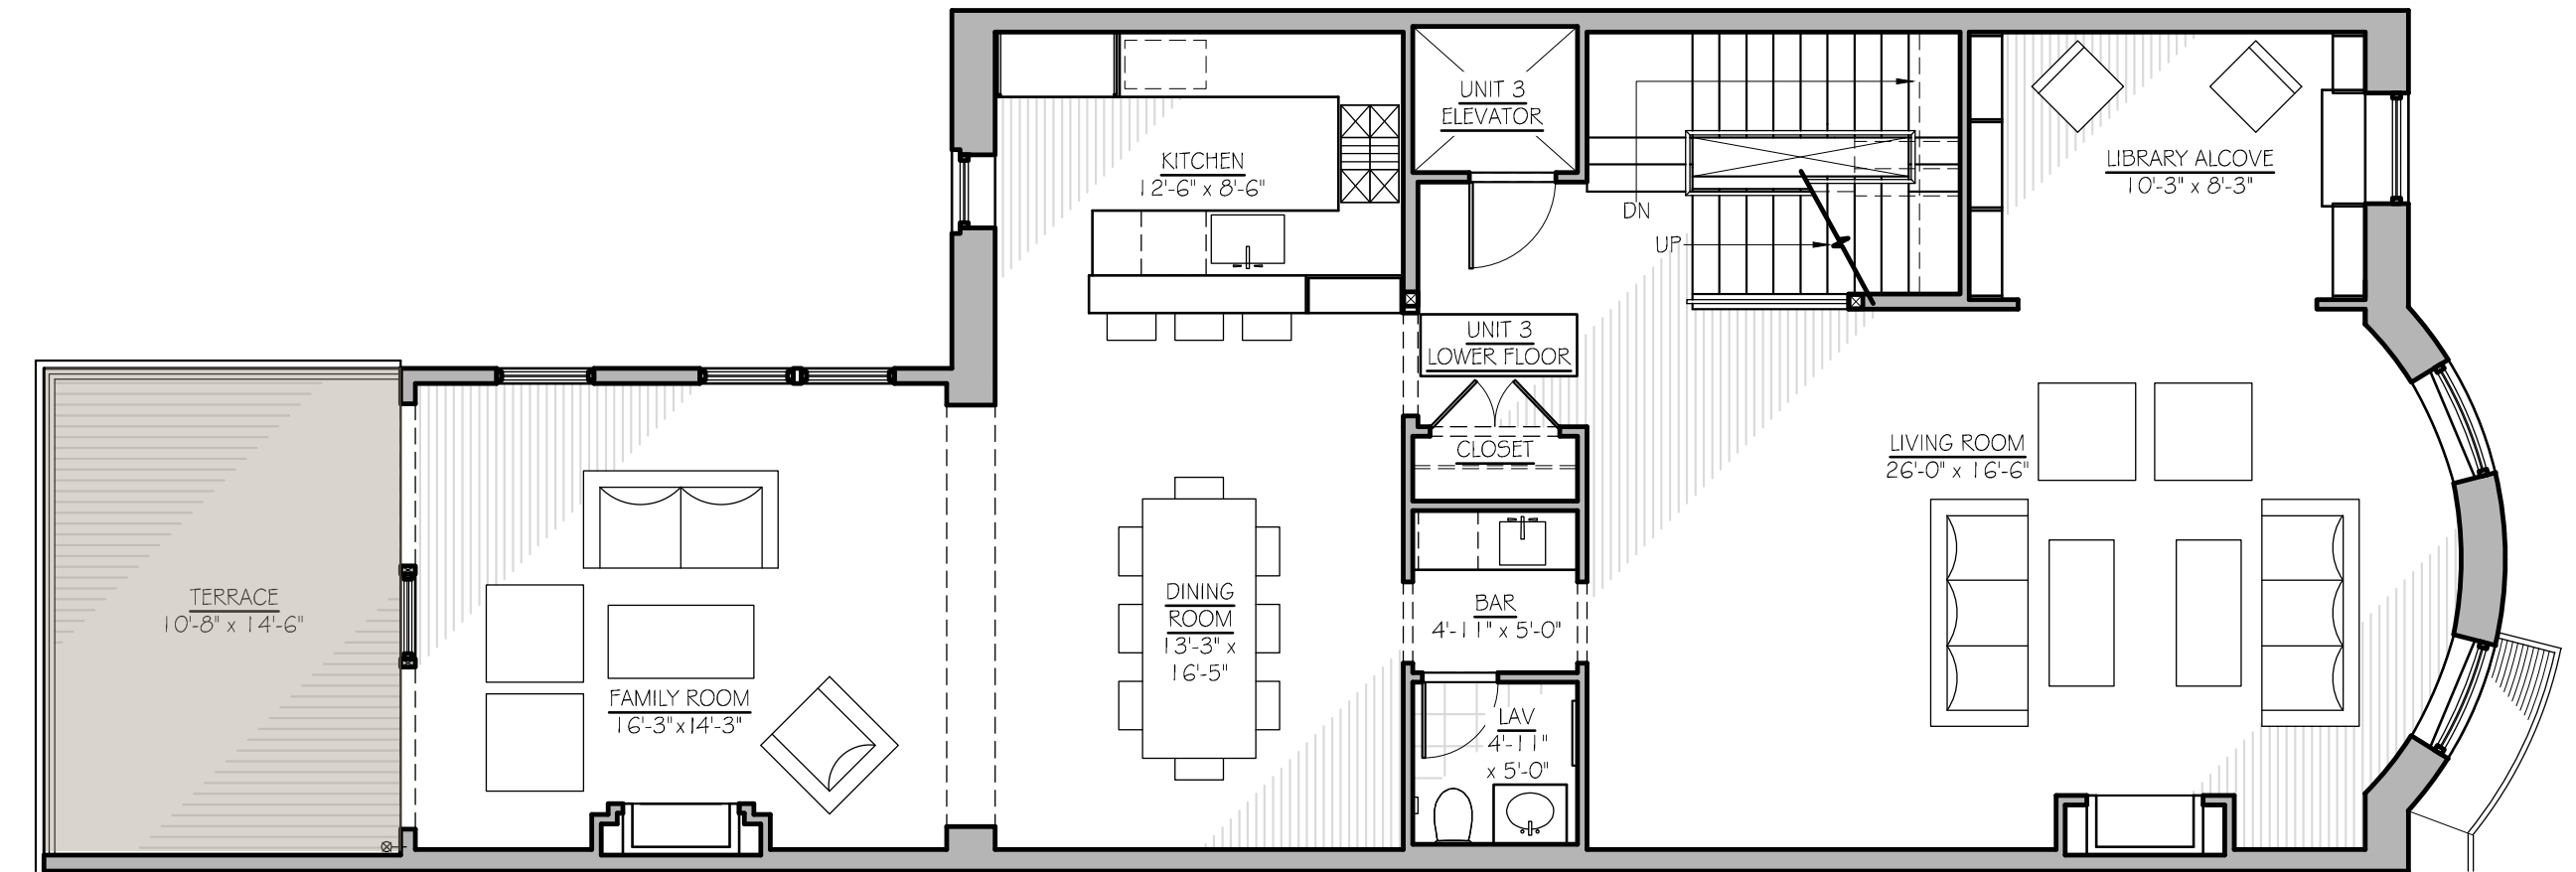 UNIT 3
ELEVATOR
KITCHEN
12'-6" x 8'-6"
LIBRARY ALCOVE
10'-3" x 8'-3"
DN
UP
UNIT 3
LOWER FLOOR
CLOSET
LIVING ROOM
26'-0" x 16'-6"
TERRACE
10'-8" x 14'-6"
DINING
ROOM
13'-3" x
16'-5"
BAR
4'-11" x 5'-0"
FAMILY ROOM
16'-3"x14'-3"
LAV
4'-11"
x 5'-0"